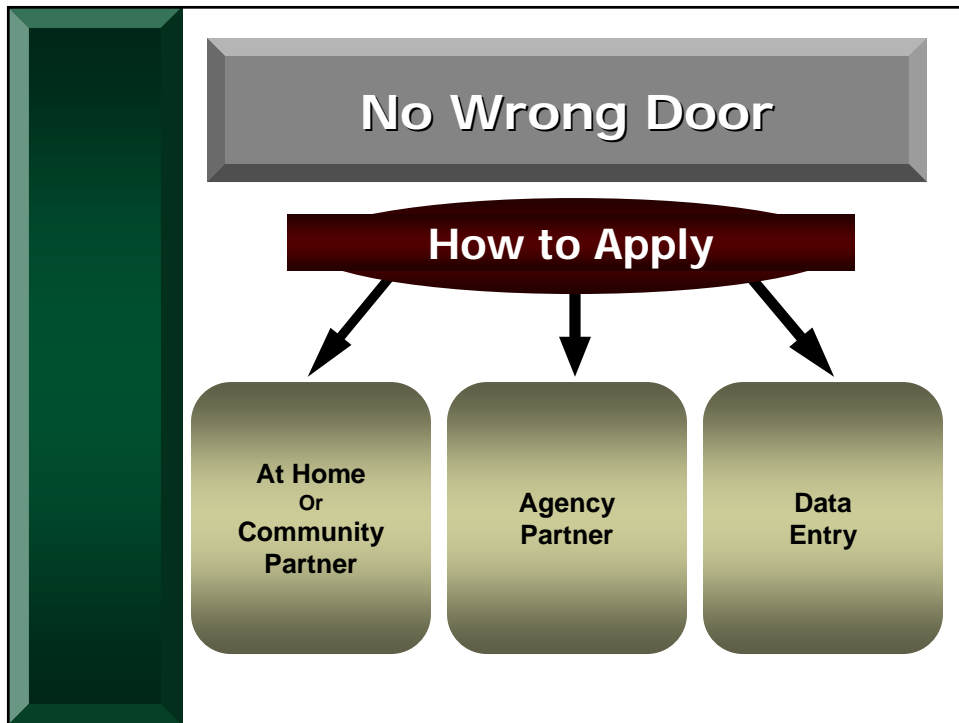 No Wrong Door
How to Apply
At Home
Or
Community
Partner
Agency
Partner
Data
Entry